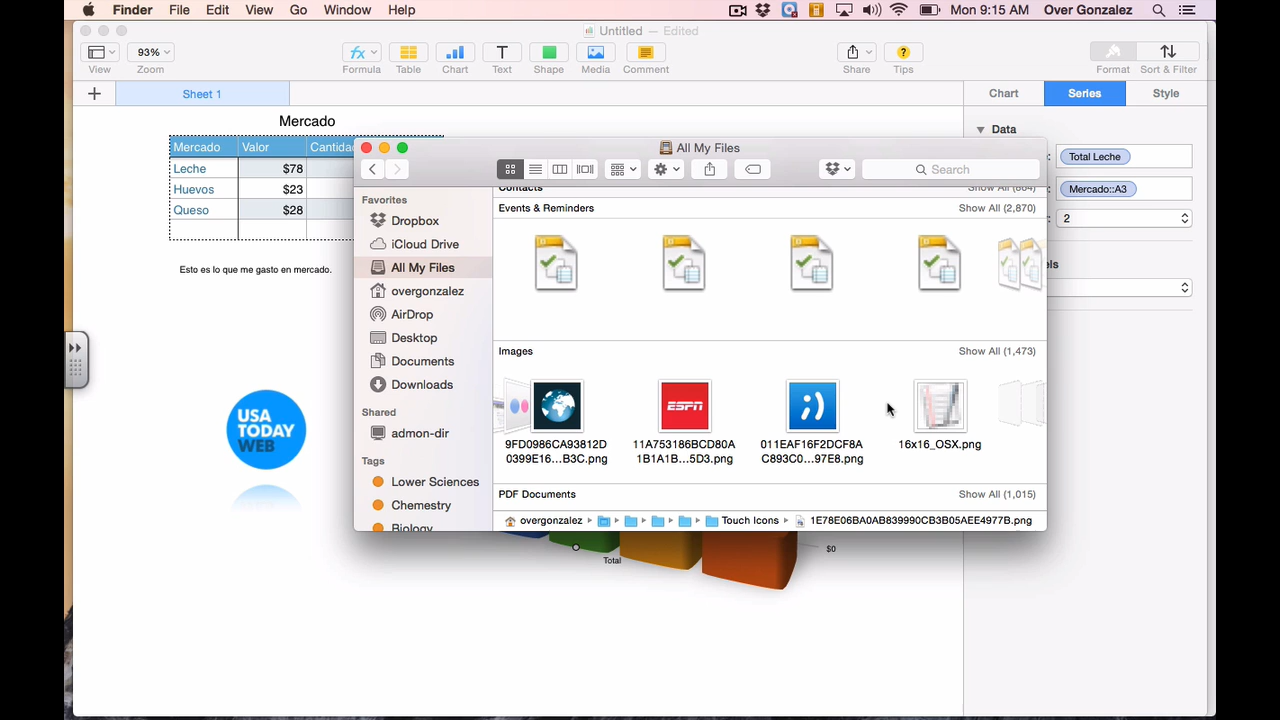 Finder File Edit View Go Window Help Mon 9:15 AM Over Gonzalez
Untitled — Edited
93%
View Zoom Formula Table Chart Text Shape Media Comment Share Tips Format Sort & Filter
Sheet 1
Chart Series Style
Mercado
Mercado Valor
Leche $78
Huevos $23
Queso $28
Esto es lo que me gasto en mercado.
USA
TODAY
WEB
Data
Total Leche
Mercado::A3
2
All My Files
Search
Favorites
Dropbox
iCloud Drive
All My Files
overgonzalez
AirDrop
Desktop
Documents
Downloads
Shared
admon-dir
Tags
Lower Sciences
Chemistry
Biology
Contacts
Events & Reminders Show All (2,870)
Images Show All (1,473)
ESPN
9FD0986CA93812D
0399E16...B3C.png
11A753186BCD80A
1B1A1B...5D3.png
011EAF16F2DCF8A
C893C0...97E8.png
16x16_OSX.png
PDF Documents Show All (1,015)
overgonzalez Touch Icons 1E78E06BA0AB839990CB3B05AEE4977B.png
Total
$0